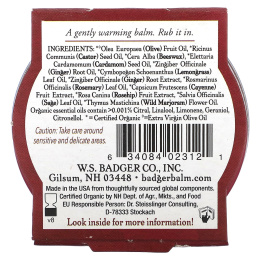 A gently warming balm. Rub it in.
INGREDIENTS: *°Olea Europaea (Olive) Fruit Oil, *Ricinus
Communis (Castor) Seed Oil, *Cera Alba (Beeswax), *Elettaria
Cardamomum (Cardamom) Seed Oil, *Zingiber Officinale
(Ginger) Root Oil, *Cymbopogon Schoenanthus (Lemongrass)
Leaf Oil, *Zingiber Officinale (Ginger) Root Extract, *Rosmarinus
Officinalis (Rosemary) Leaf Oil, *Capsicum Frutescens (Cayenne)
Fruit Extract, *Rosa Canina (Rosehip) Fruit Extract, *Salvia Officinalis
(Sage) Leaf Oil, *Thymus Mastichina (Wild Marjoram) Flower Oil.
Organic essential oils contain >0.001% Citral, Linalool, Limonene, Geraniol,
Citronellol. *=Certified Organic °=Extra Virgin Olive Oil
Caution: Take care around
sensitive and delicate areas.
6 34084 02312 1
W.S. BADGER CO., INC.
Gilsum, NH 03448 • badgerbalm.com
Made in the USA from thoughtfully sourced global components.
Certified Organic by NH Dept. of Agr., Mkts., and Food
EU Responsible Person: Dr. Steisslinger Consulting,
D-78333 Stockach
v8
Look inside for more information!